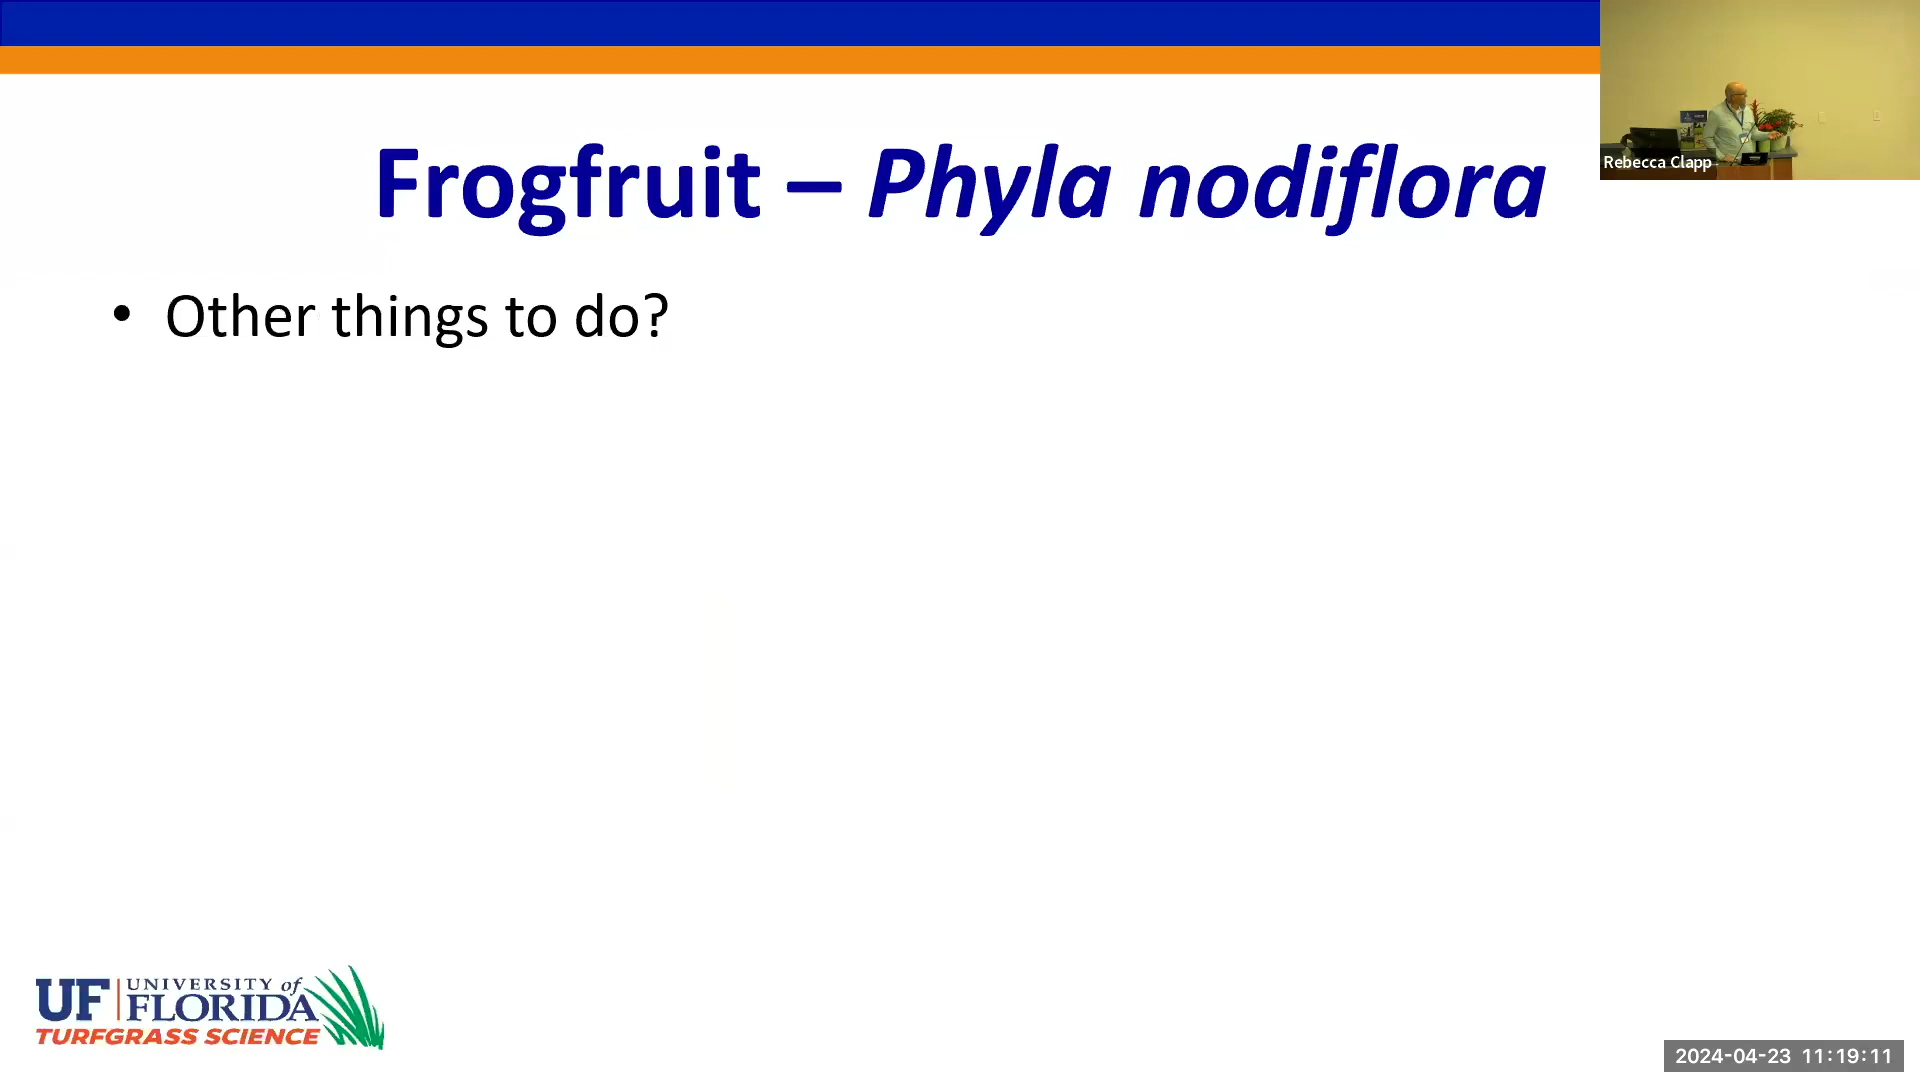 Frogfruit – Phyla nodiflora
Rebecca Clapp
• Other things to do?
UF UNIVERSITY of
FLORIDA
TURFGRASS SCIENCE
2024-04-23 11:19:11